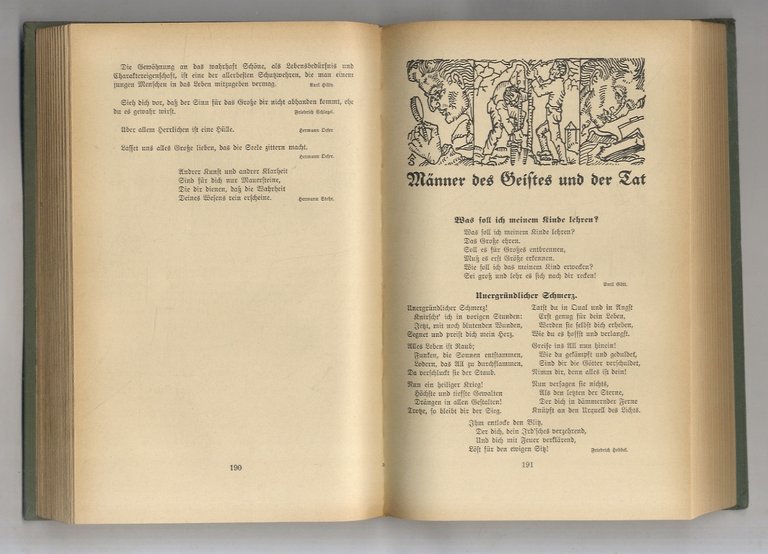 Die Gewöhnung an das wahrhaft Schöne, als Lebensbedürfnis und
Charaktereigenschaft, ist eine der allerbesten Schutzwehren, die man einem
jungen Menschen in das Leben mitzugeben vermag. Karl Hilty.
Sieh dich vor, daß der Sinn für das Große dir nicht abhanden kommt, ehe
du es gewahr wirst. Friedrich Schlegel.
Über allem Herrlichen ist eine Hülle. Hermann Oeser.
Lasset uns alles Große lieben, das die Seele zittern macht.
Hermann Oeser.
Andrer Kunst und andrer Klarheit
Sind für dich nur Mauersteine,
Die dir dienen, daß die Wahrheit
Deines Wesens rein erscheine. Hermann Stehr.
190
Männer des Geistes und der Tat
Was soll ich meinem Kinde lehren?
Was soll ich meinem Kinde lehren?
Das Große ehren.
Soll es für Großes entbrennen,
Muß es erst Größe erkennen.
Wie soll ich das meinem Kind erwecken?
Sei groß und lehr es sich nach dir recken!
Emil Gött.
Unergründlicher Schmerz.
Unergründlicher Schmerz!
Knirscht' ich in vorigen Stunden:
Jetzt, mit noch blutenden Wunden,
Segnet und preist dich mein Herz.
Alles Leben ist Raub;
Funken, die Sonnen entstammen,
Lodern, das All zu durchflammen,
Da verschluckt sie der Staub.
Nun ein heiliger Krieg!
Höchste und tiefste Gewalten
Drängen in allen Gestalten!
Trotze, so bleibt dir der Sieg.
Tatst du in Qual und in Angst
Erst genug für dein Leben,
Werden sie selbst dich erheben,
Wie du es hoffst und verlangst.
Greife ins All nun hinein!
Wie du gekämpft und geduldet,
Sind dir die Götter verschuldet,
Nimm dir, denn alles ist dein!
Nun versagen sie nichts,
Als den letzten der Sterne,
Der dich in dämmernder Ferne
Knüpft an den Urquell des Lichts.
Ihm entlocke den Blitz,
Der dich, dein Ird'sches verzehrend,
Und dich mit Feuer verklärend,
Löst für den ewigen Sitz! Friedrich Hebbel.
191